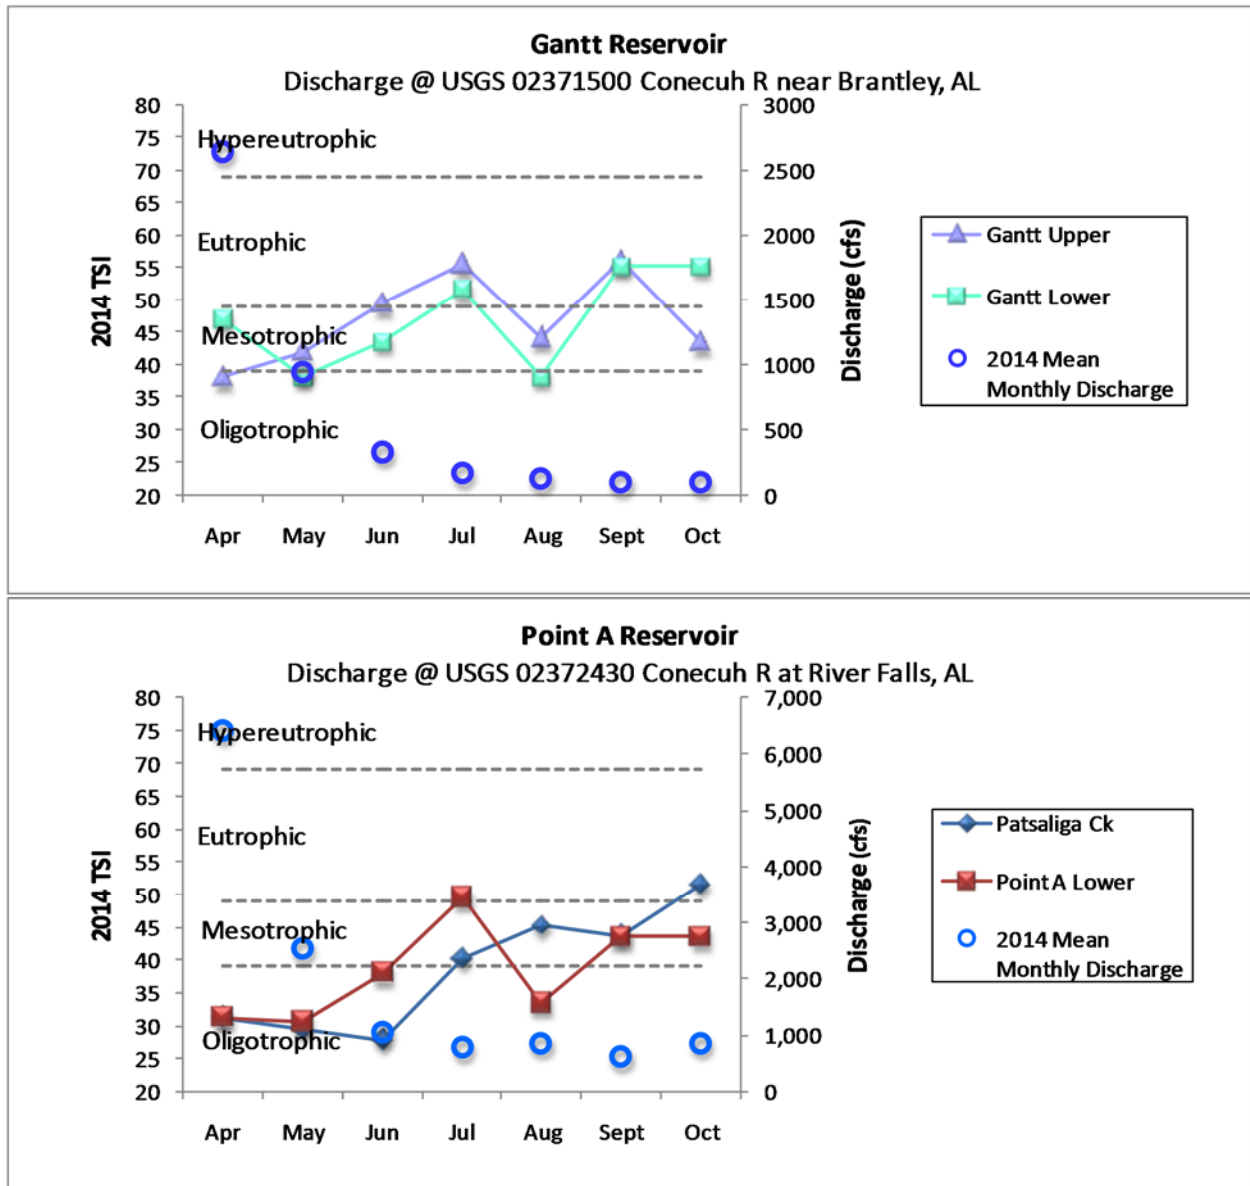 Gantt Reservoir
Discharge @ USGS 02371500 Conecuh R near Brantley, AL
80
75
70
65
60
55
50
45
40
35
30
25
20
2014 TSI
Hypereutrophic
Eutrophic
Mesotrophic
Oligotrophic
3000
2500
2000
1500
1000
500
0
Discharge (cfs)
Apr May Jun Jul Aug Sept Oct
Gantt Upper
Gantt Lower
2014 Mean
Monthly Discharge
Point A Reservoir
Discharge @ USGS 02372430 Conecuh R at River Falls, AL
80
75
70
65
60
55
50
45
40
35
30
25
20
2014 TSI
Hypereutrophic
Eutrophic
Mesotrophic
Oligotrophic
7,000
6,000
5,000
4,000
3,000
2,000
1,000
0
Discharge (cfs)
Apr May Jun Jul Aug Sept Oct
Patsaliga Ck
Point A Lower
2014 Mean
Monthly Discharge